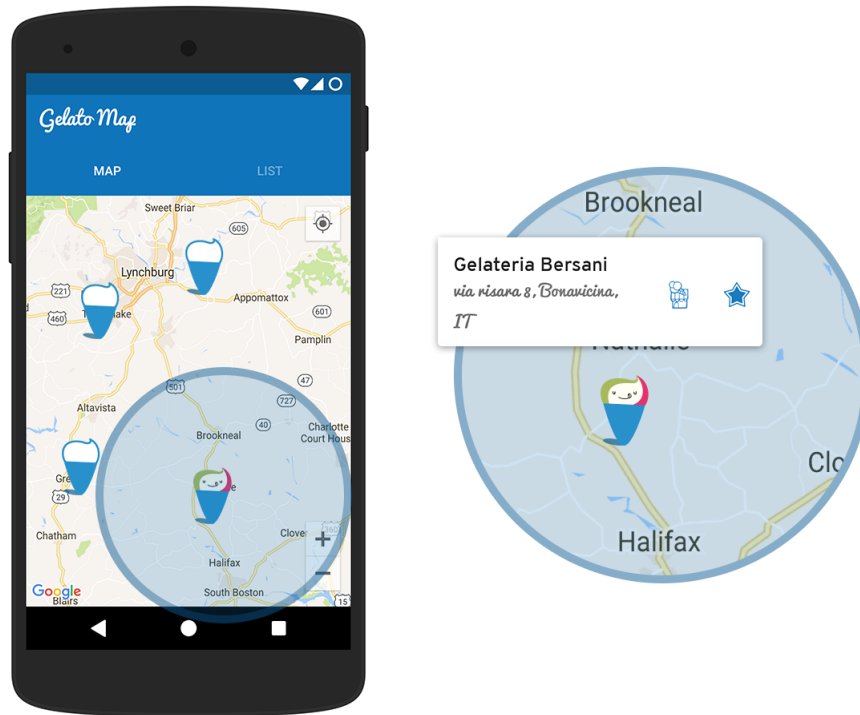 Gelato Map
MAP
LIST
Sweet Briar
605
Lynchburg
221
460
Appomattox
601
Pamplin
47
501
727
Altavista
40
Charlotte
Court Hous
Brookneal
29
Chatham
Clover
360
+
Halifax
−
South Boston
Google
Blairs
15
Brookneal
Gelateria Bersani
via risara 8, Bonavicina,
IT
Clo
Halifax